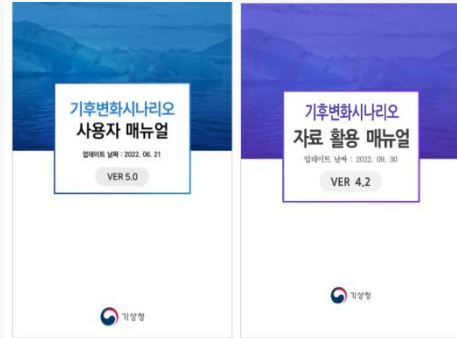 기후변화시나리오
사용자 매뉴얼
업데이트 날짜 : 2022. 06. 21
VER 5.0
기상청
기후변화시나리오
자료 활용 매뉴얼
업데이트 날짜 : 2022. 09. 30
VER 4.2
기상청